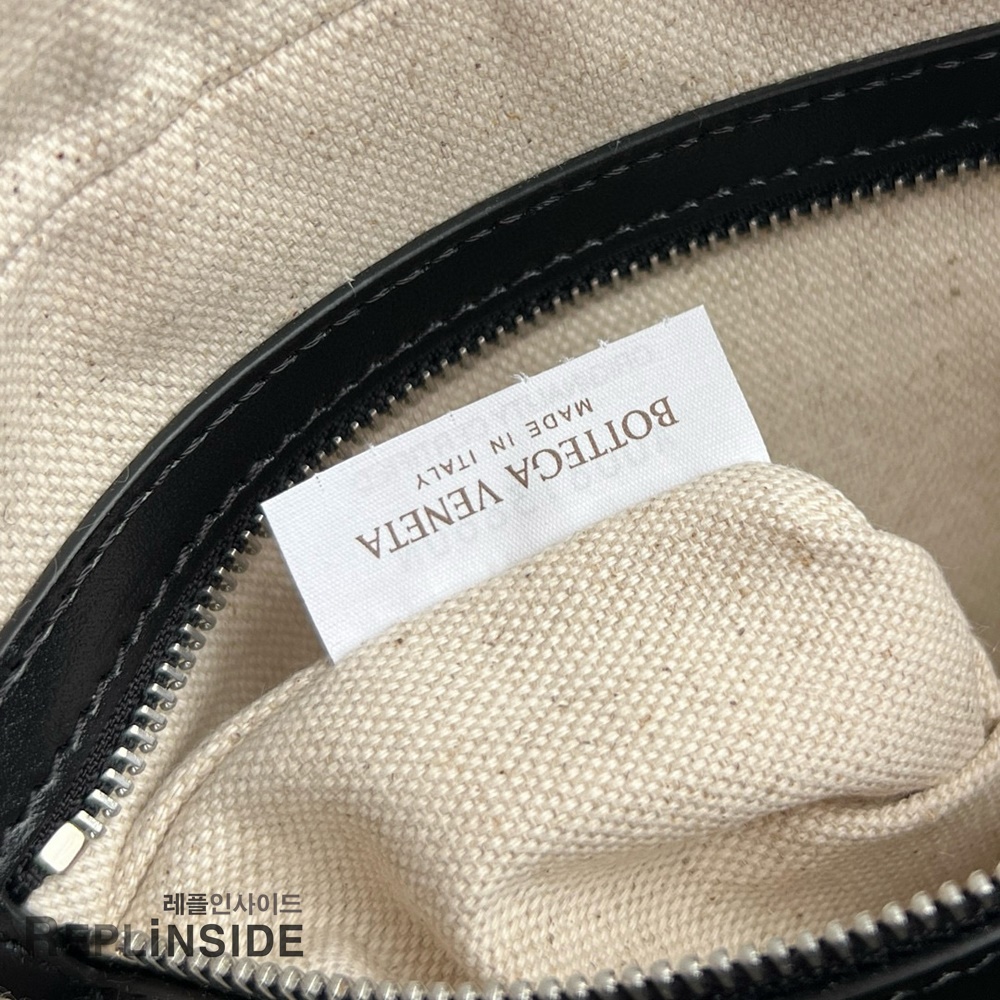 BOTTEGA VENETA
MADE IN ITALY
레플인사이드
REPLiNSIDE